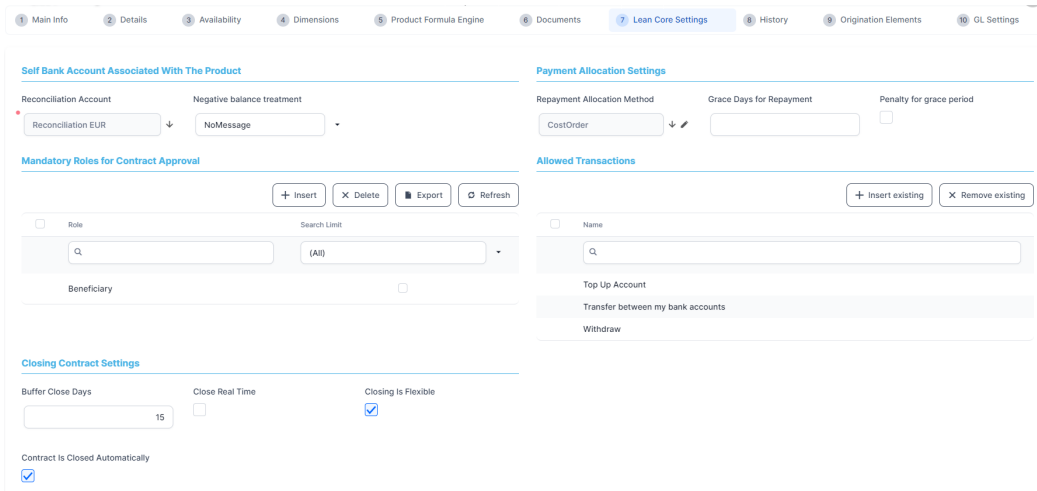 1 Main Info 2 Details 3 Availability 4 Dimensions 5 Product Formula Engine 6 Documents 7 Lean Core Settings 8 History 9 Origination Elements 10 GL Settings
Self Bank Account Associated With The Product
Reconciliation Account Negative balance treatment
* Reconciliation EUR NoMessage
Mandatory Roles for Contract Approval
Insert Delete Export Refresh
Role Search Limit
(All)
Beneficiary
Payment Allocation Settings
Repayment Allocation Method Grace Days for Repayment Penalty for grace period
CostOrder
Allowed Transactions
Insert existing Remove existing
Name
Top Up Account
Transfer between my bank accounts
Withdraw
Closing Contract Settings
Buffer Close Days Close Real Time Closing Is Flexible
15
Contract Is Closed Automatically